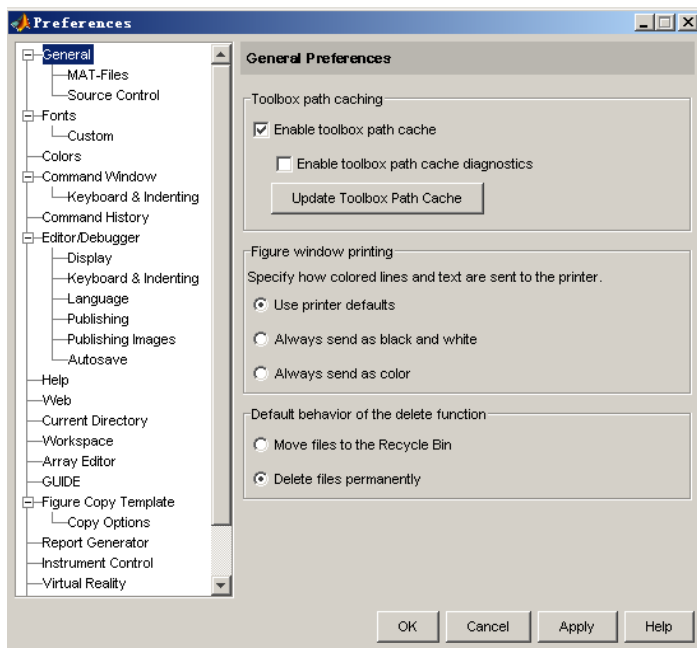 Preferences
General
MAT-Files
Source Control
Fonts
Custom
Colors
Command Window
Keyboard & Indenting
Command History
Editor/Debugger
Display
Keyboard & Indenting
Language
Publishing
Publishing Images
Autosave
Help
Web
Current Directory
Workspace
Array Editor
GUIDE
Figure Copy Template
Copy Options
Report Generator
Instrument Control
Virtual Reality
General Preferences
Toolbox path caching
Enable toolbox path cache
Enable toolbox path cache diagnostics
Update Toolbox Path Cache
Figure window printing
Specify how colored lines and text are sent to the printer.
Use printer defaults
Always send as black and white
Always send as color
Default behavior of the delete function
Move files to the Recycle Bin
Delete files permanently
OK Cancel Apply Help